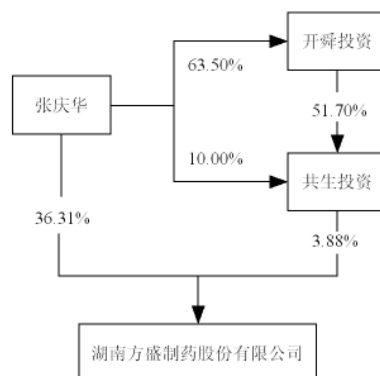 开舜投资
63.50%
51.70%
张庆华
10.00%
共生投资
36.31%
3.88%
湖南方盛制药股份有限公司